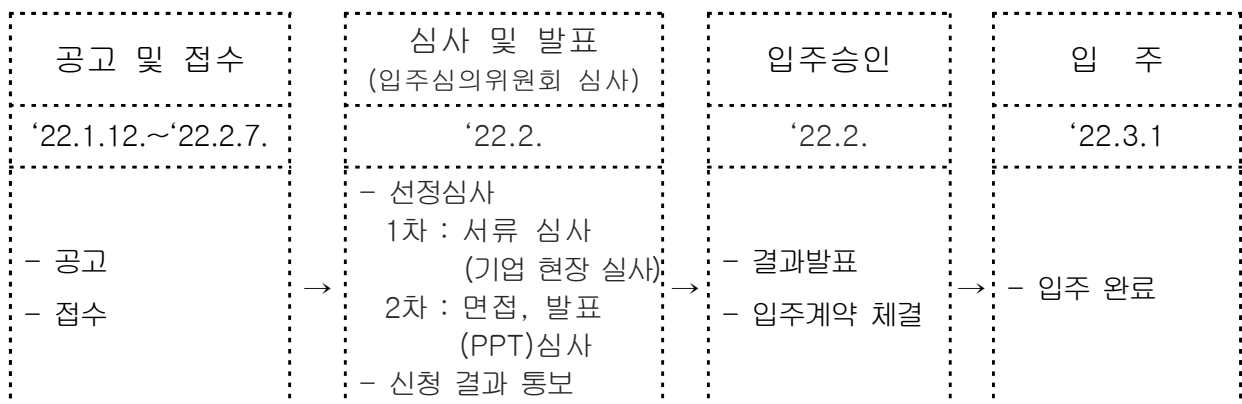 공고 및 접수
심사 및 발표
(입주심의위원회 심사)
입주승인
입 주
‘22.1.12.~‘22.2.7.
‘22.2.
‘22.2.
‘22.3.1
- 공고
- 접수
→
- 선정심사
1차 : 서류 심사
(기업 현장 실사)
2차 : 면접, 발표
(PPT)심사
- 신청 결과 통보
→
- 결과발표
- 입주계약 체결
→
- 입주 완료